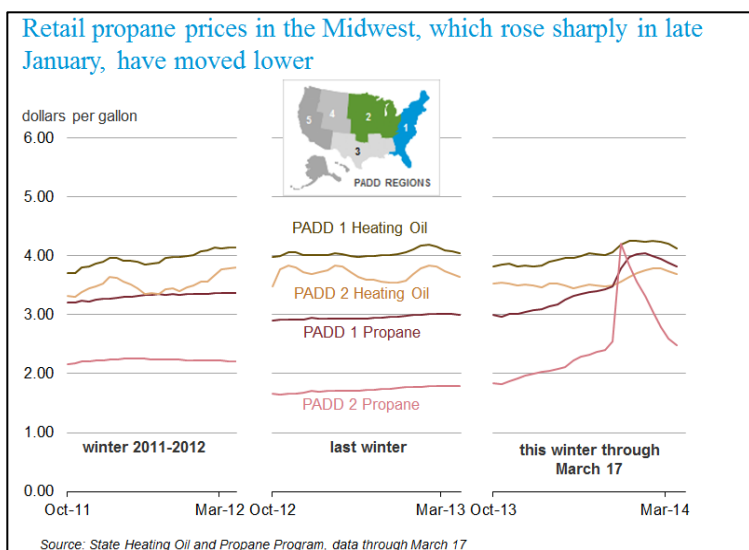 Retail propane prices in the Midwest, which rose sharply in late
January, have moved lower
dollars per gallon
6.00
5.00
4.00
3.00
2.00
1.00
0.00
5
4
2
1
3
PADD REGIONS
PADD 1 Heating Oil
PADD 2 Heating Oil
PADD 1 Propane
PADD 2 Propane
winter 2011-2012
last winter
this winter through
March 17
Oct-11
Mar-12
Oct-12
Mar-13
Oct-13
Mar-14
Source: State Heating Oil and Propane Program, data through March 17